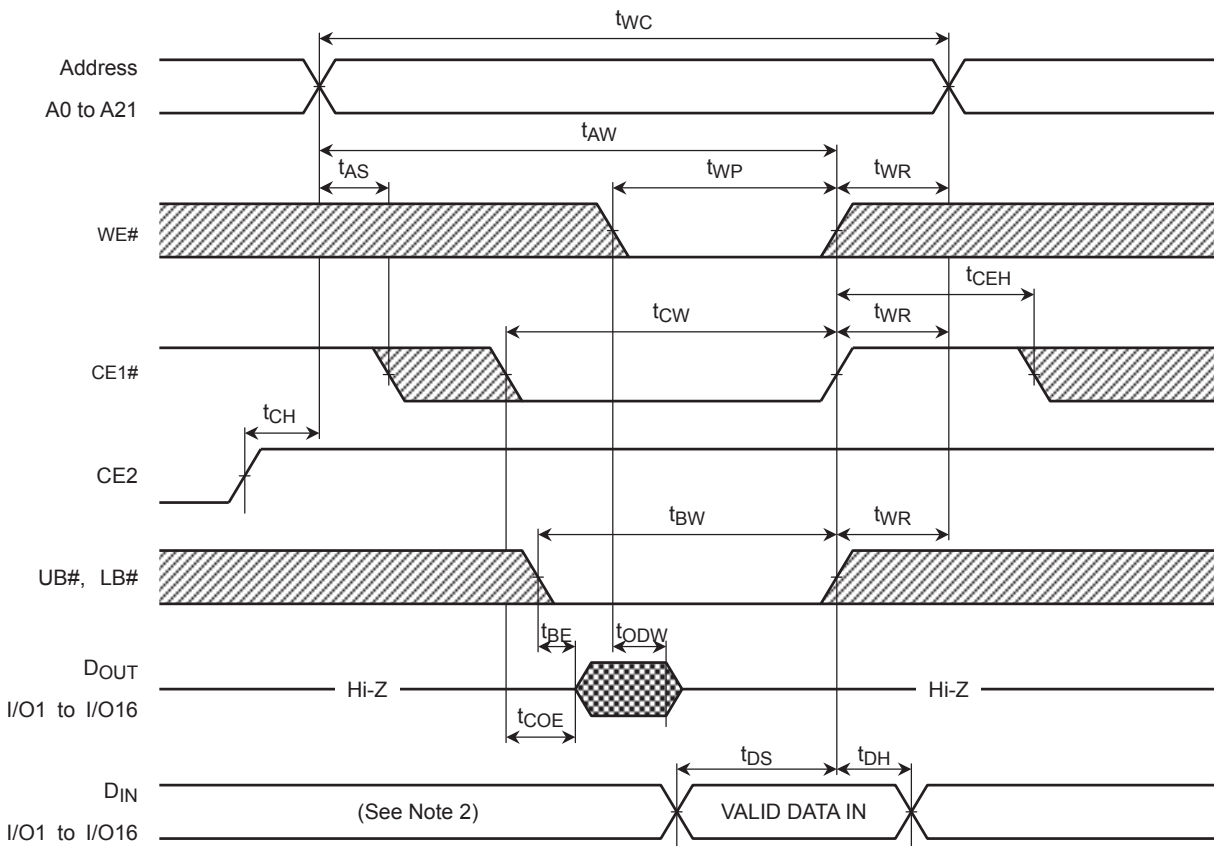 tWC
Address
A0 to A21
tAW
tAS
tWP
tWR
WE#
tCEH
tCW
tWR
CE1#
tCH
CE2
tBW
tWR
UB#, LB#
tBE
tODW
DOUT
Hi-Z
Hi-Z
I/O1 to I/O16
tCOE
tDS
tDH
DIN
(See Note 2)
VALID DATA IN
I/O1 to I/O16